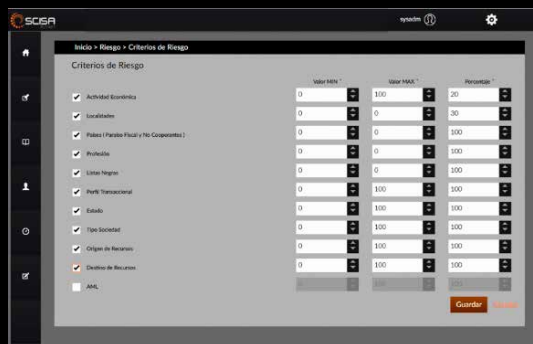 SCISA
sysadm
Inicio > Riesgo > Criterios de Riesgo
Criterios de Riesgo
Valor MIN * Valor MAX * Porcentaje *
Actividad Económica 0 100 20
Localidades 0 0 30
Países ( Paraíso Fiscal y No Cooperantes ) 0 0 100
Profesión 0 0 100
Listas Negras 0 0 100
Perfil Transaccional 0 100 100
Estado 0 100 100
Tipo Sociedad 0 100 100
Origen de Recursos 0 100 100
Destino de Recursos 0 100 100
AML 0 100 100
Guardar